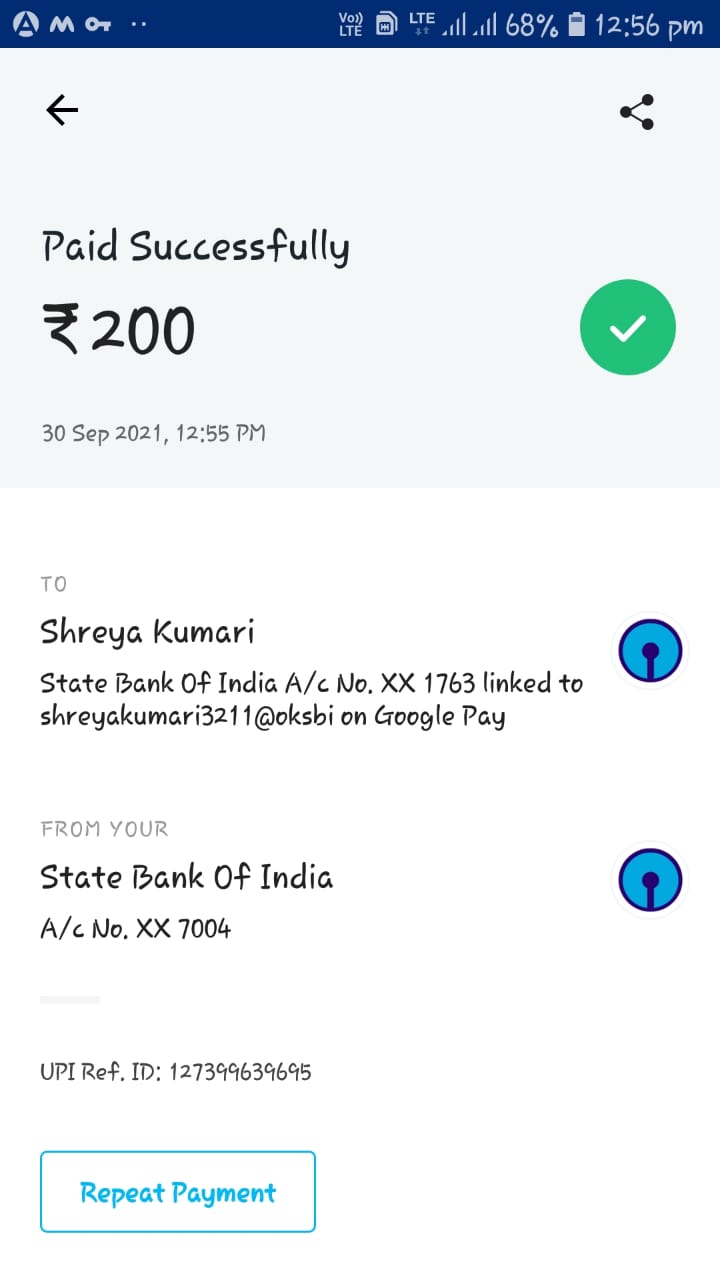 Vo)) LTE LTE 68% 12:56 pm
Paid Successfully
₹200
30 Sep 2021, 12:55 PM
TO
Shreya Kumari
State Bank Of India A/c No. XX 1763 linked to
shreyakumari3211@oksbi on Google Pay
FROM YOUR
State Bank Of India
A/c No. XX 7004
UPI Ref. ID: 127399639695
Repeat Payment